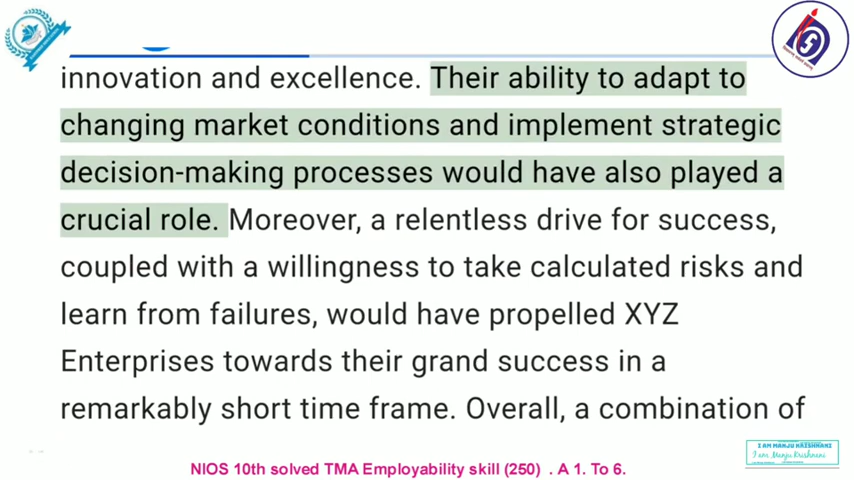 innovation and excellence. Their ability to adapt to
changing market conditions and implement strategic
decision-making processes would have also played a
crucial role. Moreover, a relentless drive for success,
coupled with a willingness to take calculated risks and
learn from failures, would have propelled XYZ
Enterprises towards their grand success in a
remarkably short time frame. Overall, a combination of
I AM MANJU KRISHNANI
I am Manju Krishnani
NIOS 10th solved TMA Employability skill (250) . A 1. To 6.